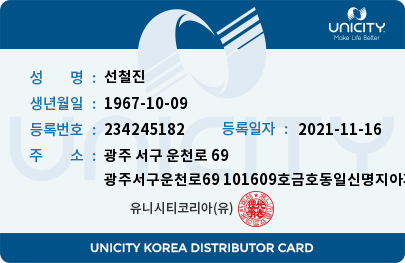 UNICITY
Make Life Better
성 명 : 선철진
생년월일 : 1967-10-09
등록번호 : 234245182 등록일자 : 2021-11-16
주 소 : 광주 서구 운천로 69
광주서구운천로69 101609호금호동일신명지아
유니시티코리아(유)
UNICITY
UNICITY KOREA DISTRIBUTOR CARD